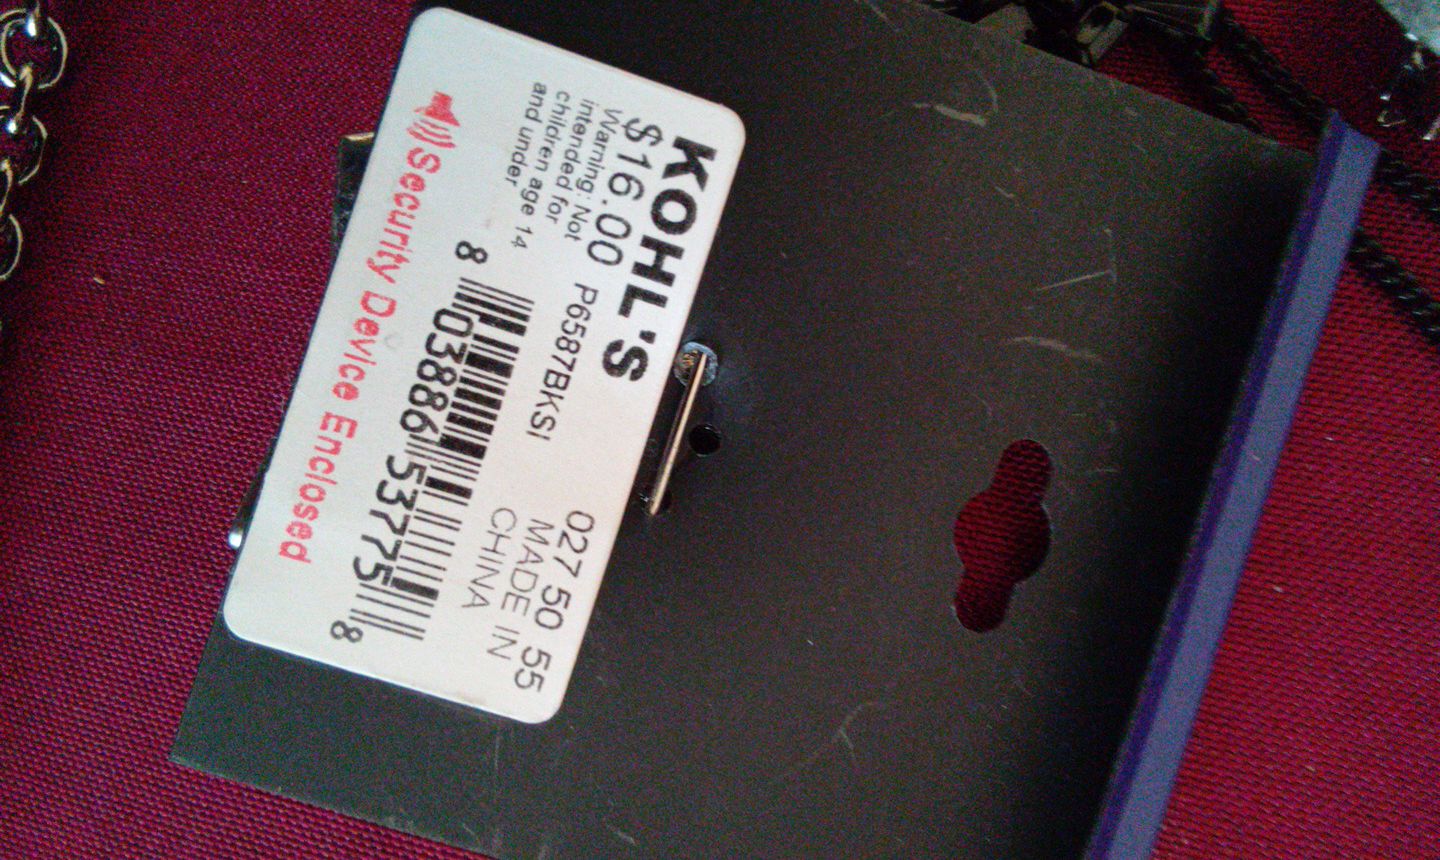 KOHL'S
$16.00 P6587BKSI 027 50 55
Warning: Not
intended for
children age 14
and under
MADE IN
CHINA
8 03886 53775 8
Security Device Enclosed